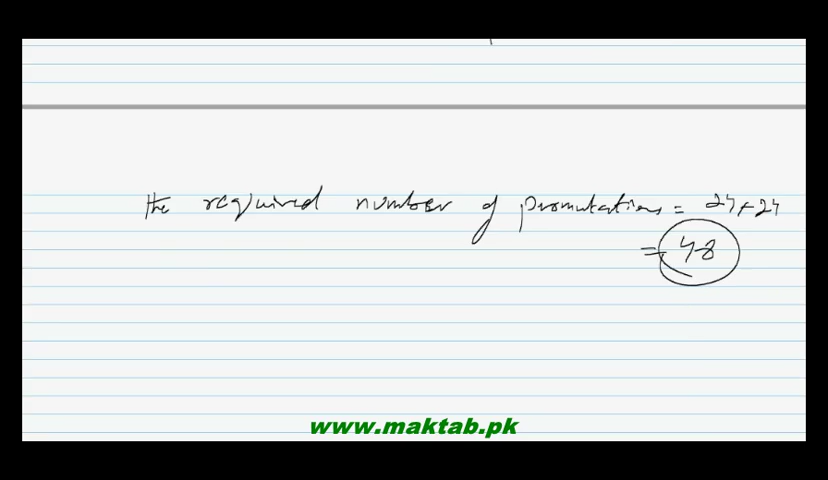 the required number of promutations = 24+24
= 48
www.maktab.pk